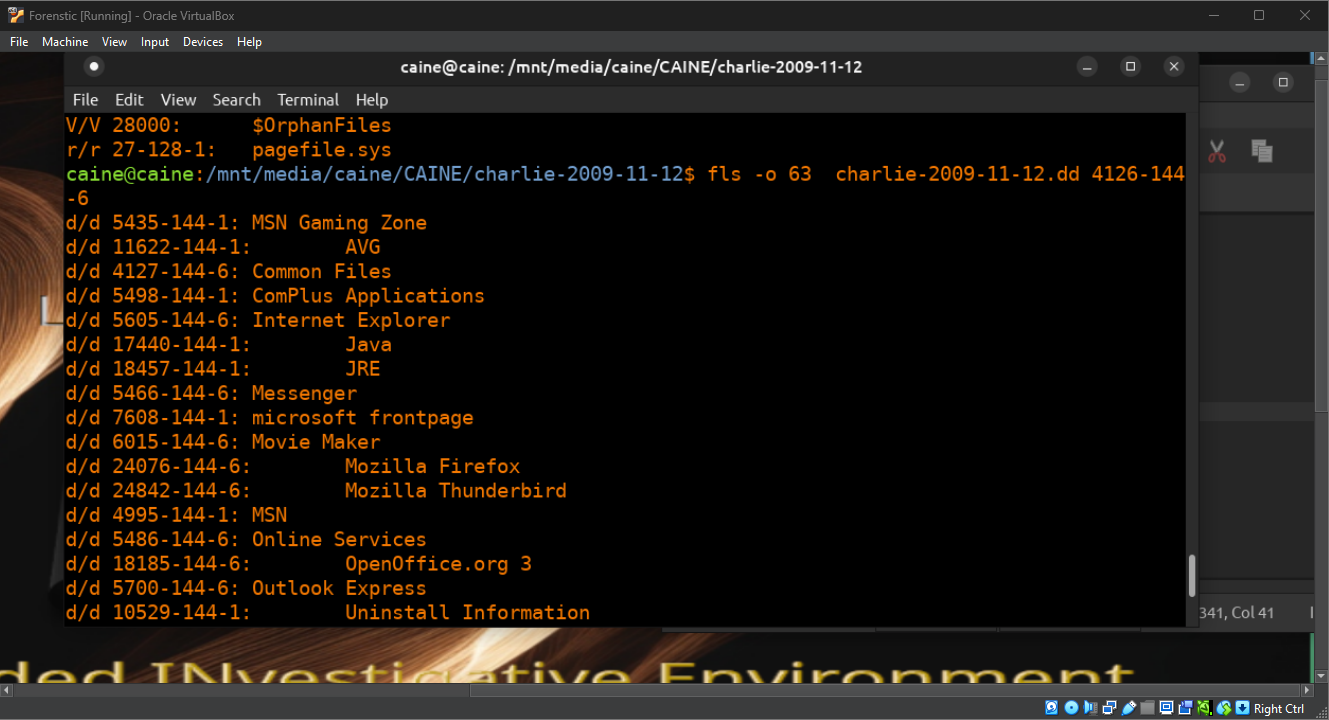 Forenstic [Running] - Oracle VirtualBox
File Machine View Input Devices Help
caine@caine: /mnt/media/caine/CAINE/charlie-2009-11-12
File Edit View Search Terminal Help
V/V 28000: $OrphanFiles
r/r 27-128-1: pagefile.sys
caine@caine:/mnt/media/caine/CAINE/charlie-2009-11-12$ fls -o 63  charlie-2009-11-12.dd 4126-144
-6
d/d 5435-144-1: MSN Gaming Zone
d/d 11622-144-1: AVG
d/d 4127-144-6: Common Files
d/d 5498-144-1: ComPlus Applications
d/d 5605-144-6: Internet Explorer
d/d 17440-144-1: Java
d/d 18457-144-1: JRE
d/d 5466-144-6: Messenger
d/d 7608-144-1: microsoft frontpage
d/d 6015-144-6: Movie Maker
d/d 24076-144-6: Mozilla Firefox
d/d 24842-144-6: Mozilla Thunderbird
d/d 4995-144-1: MSN
d/d 5486-144-6: Online Services
d/d 18185-144-6: OpenOffice.org 3
d/d 5700-144-6: Outlook Express
d/d 10529-144-1: Uninstall Information
341, Col 41
ded INvestigative Environment
Right Ctrl